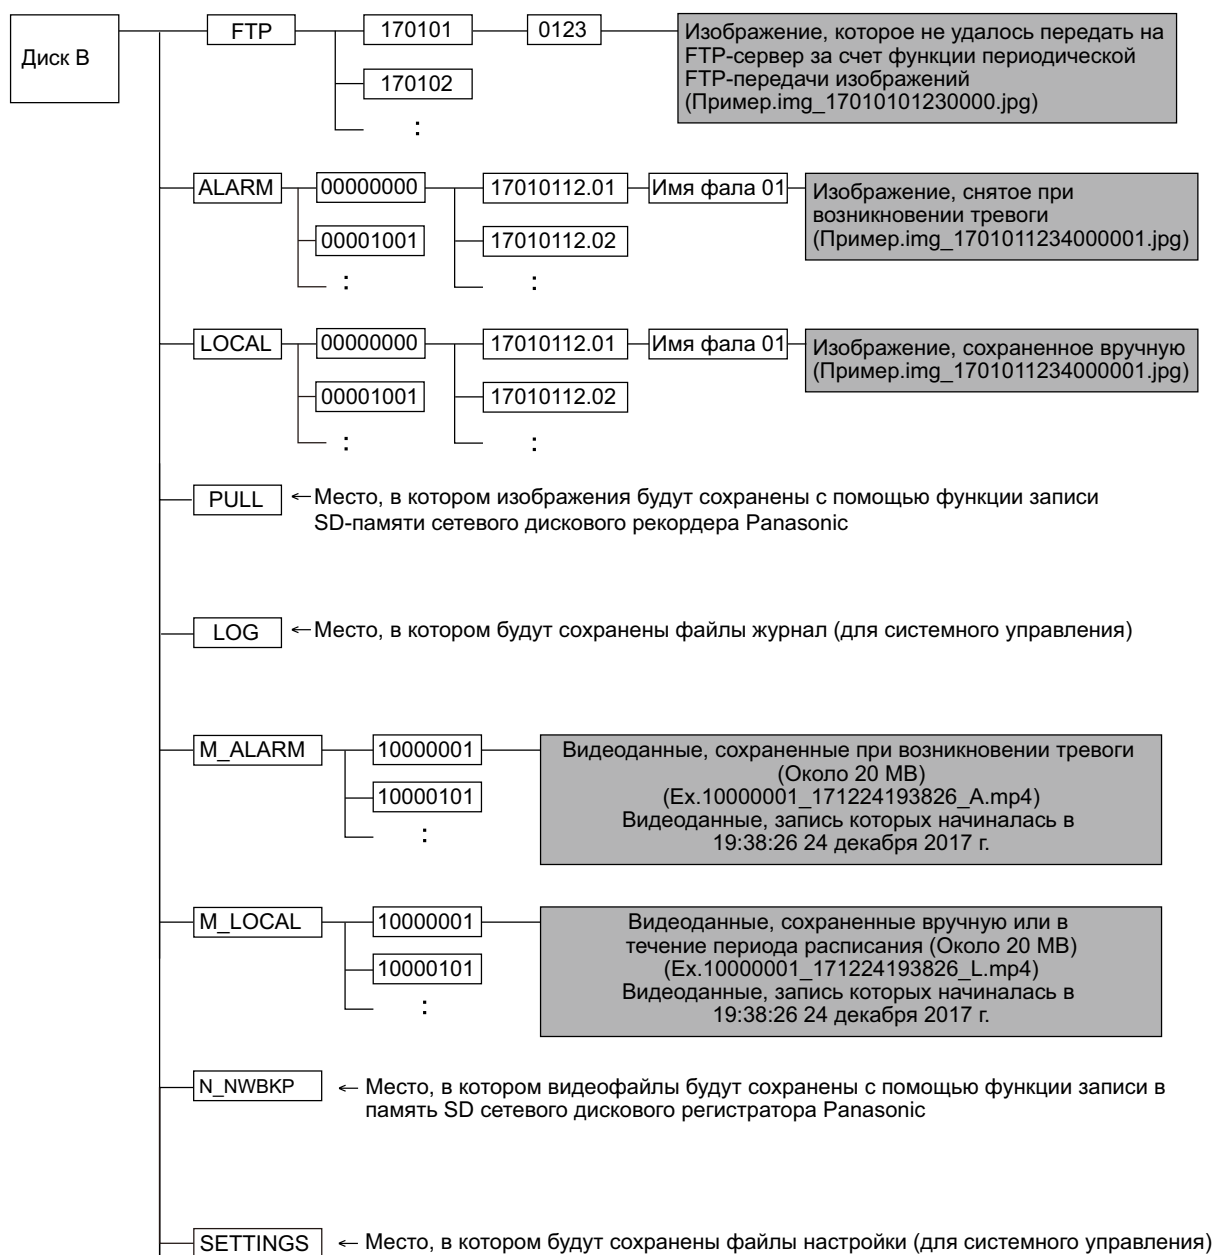 Диск B
FTP
170101
0123
Изображение, которое не удалось передать на
FTP-сервер за счет функции периодической
FTP-передачи изображений
(Пример.img_17010101230000.jpg)
170102
:
ALARM
00000000
17010112.01
Имя фала 01
Изображение, снятое при
возникновении тревоги
(Пример.img_1701011234000001.jpg)
00001001
17010112.02
:
:
LOCAL
00000000
17010112.01
Имя фала 01
Изображение, сохраненное вручную
(Пример.img_1701011234000001.jpg)
00001001
17010112.02
:
:
PULL
←Место, в котором изображения будут сохранены с помощью функции записи
SD-памяти сетевого дискового рекордера Panasonic
LOG
←Место, в котором будут сохранены файлы журнал (для системного управления)
M_ALARM
10000001
Видеоданные, сохраненные при возникновении тревоги
(Около 20 MB)
(Ex.10000001_171224193826_A.mp4)
Видеоданные, запись которых начиналась в
19:38:26 24 декабря 2017 г.
10000101
:
M_LOCAL
10000001
Видеоданные, сохраненные вручную или в
течение периода расписания (Около 20 MB)
(Ex.10000001_171224193826_L.mp4)
Видеоданные, запись которых начиналась в
19:38:26 24 декабря 2017 г.
10000101
:
N_NWBKP
← Место, в котором видеофайлы будут сохранены с помощью функции записи в
память SD сетевого дискового регистратора Panasonic
SETTINGS
← Место, в котором будут сохранены файлы настройки (для системного управления)